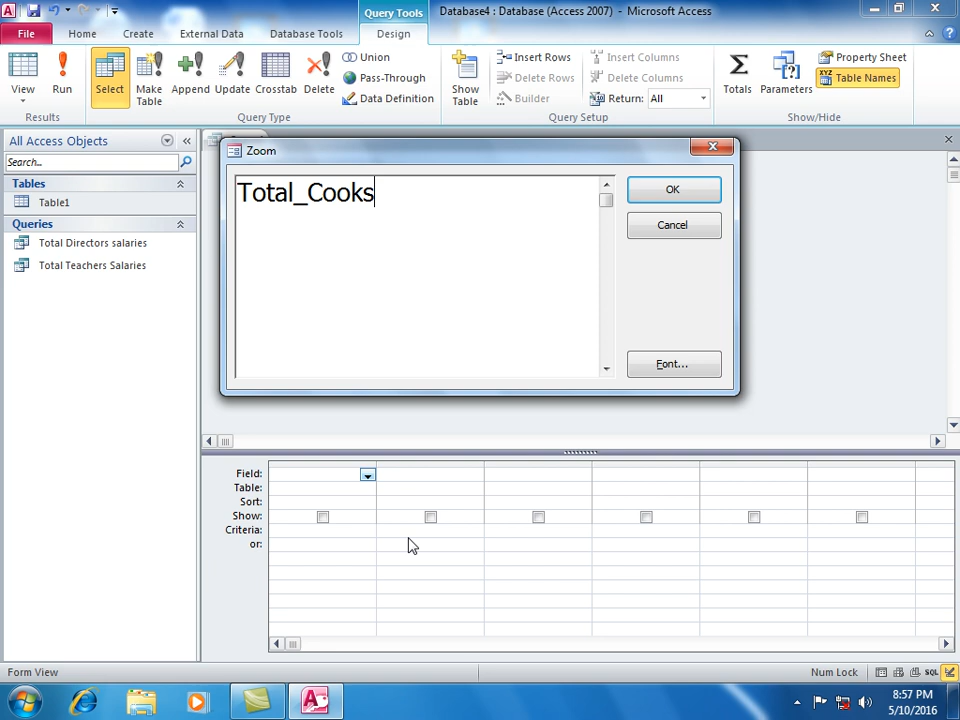 Query Tools
Database4 : Database (Access 2007) - Microsoft Access
File
Home
Create
External Data
Database Tools
Design
View
Run
Select
Make Table
Append
Update
Crosstab
Delete
Union
Pass-Through
Data Definition
Show Table
Insert Rows
Delete Rows
Builder
Insert Columns
Delete Columns
Return: All
Totals
Parameters
Property Sheet
XYZ Table Names
Results
Query Type
Query Setup
Show/Hide
All Access Objects
Search...
Tables
Table1
Queries
Total Directors salaries
Total Teachers Salaries
Zoom
Total_Cooks
OK
Cancel
Font...
Field:
Table:
Sort:
Show:
Criteria:
or:
Form View
Num Lock
SQL
8:57 PM
5/10/2016